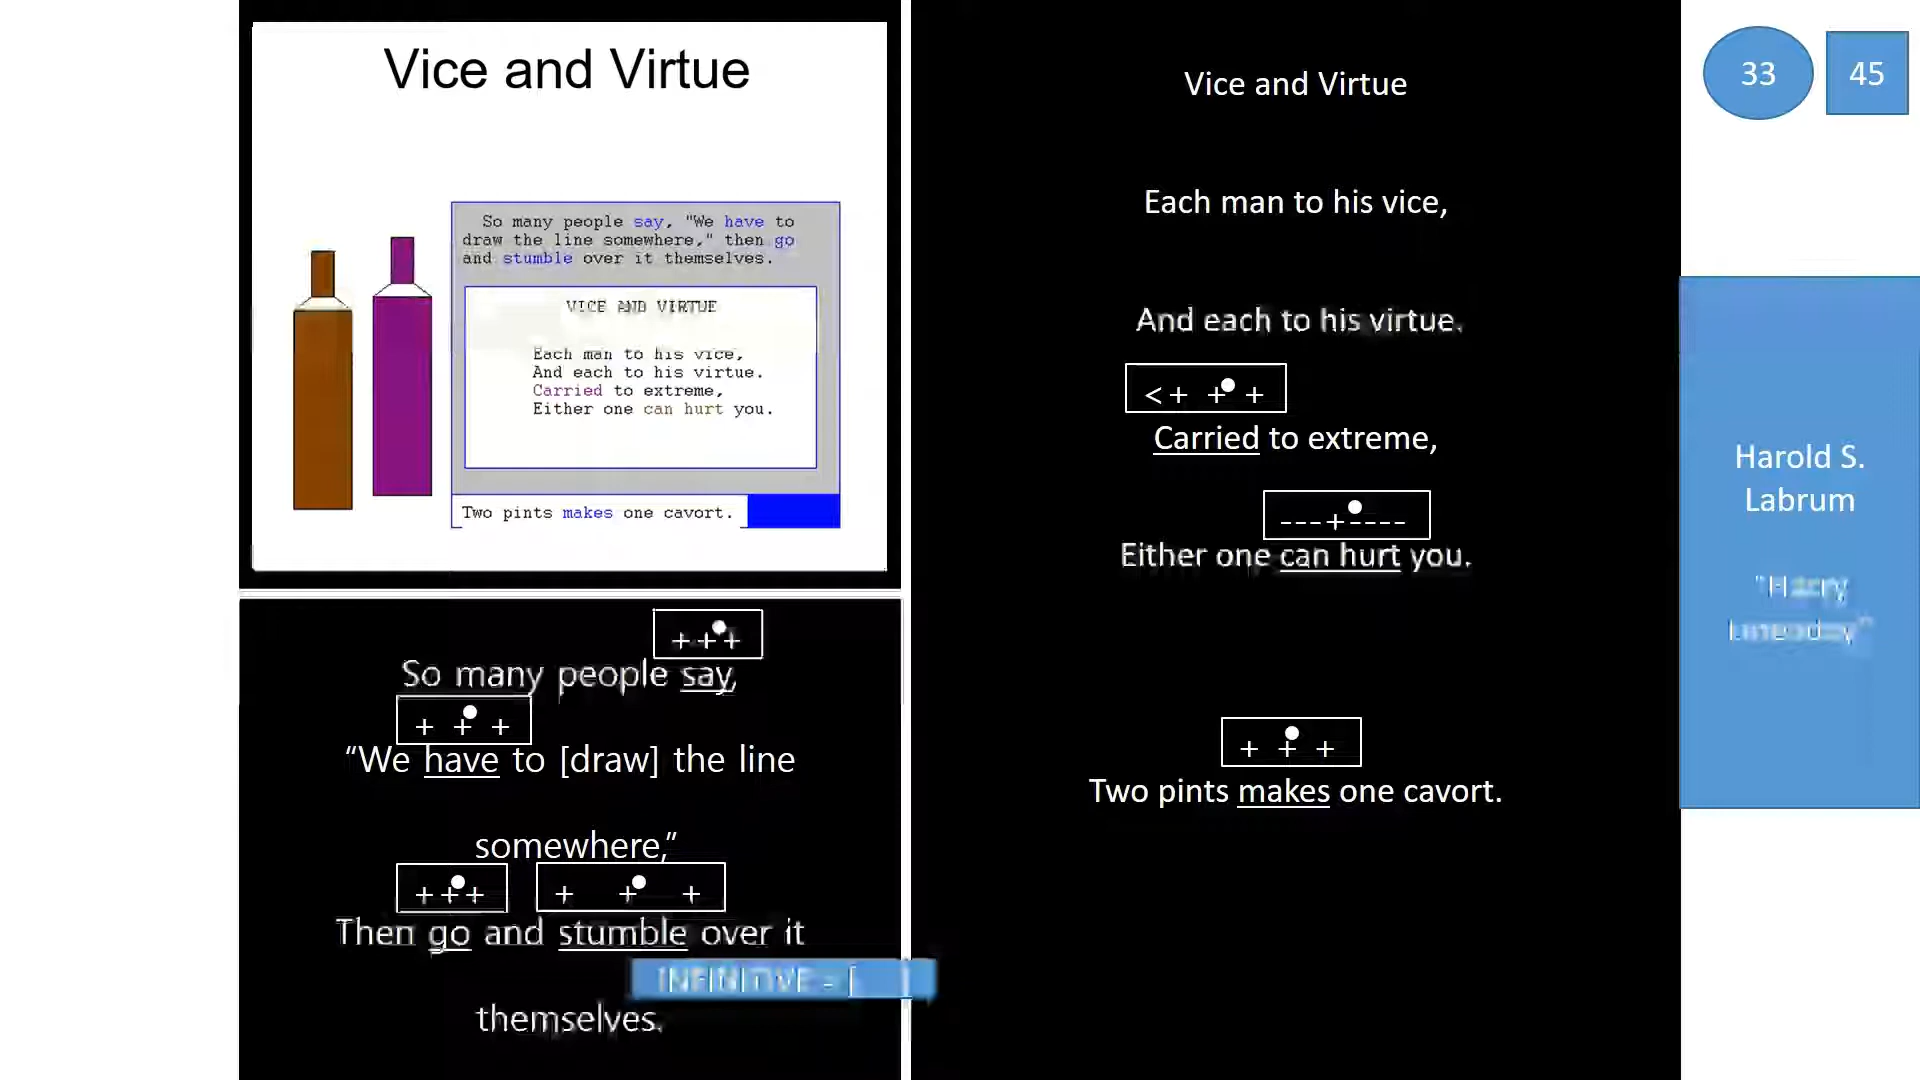 Vice and Virtue
So many people say, "We have to
draw the line somewhere," then go
and stumble over it themselves.
VICE AND VIRTUE
Each man to his vice,
And each to his virtue.
Carried to extreme,
Either one can hurt you.
Two pints makes one cavort.
+ + +
So many people say,
+ + +
“We have to [draw] the line
somewhere,”
+ + + + + +
Then go and stumble over it
INFINITIVE = [ ]
themselves.
Vice and Virtue
Each man to his vice,
And each to his virtue.
< + + +
Carried to extreme,
---+----
Either one can hurt you.
+ + +
Two pints makes one cavort.
33 45
Harold S.
Labrum
"Harry